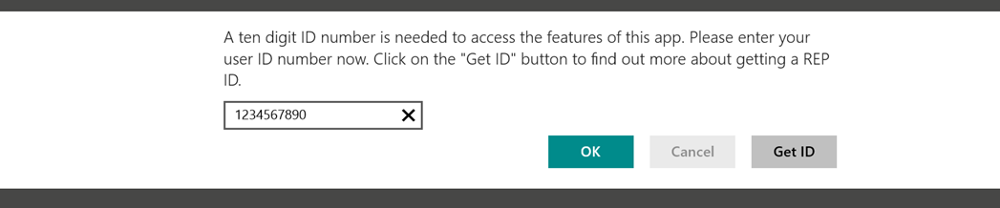 A ten digit ID number is needed to access the features of this app. Please enter your
user ID number now. Click on the "Get ID" button to find out more about getting a REP
ID.
1234567890
OK Cancel Get ID